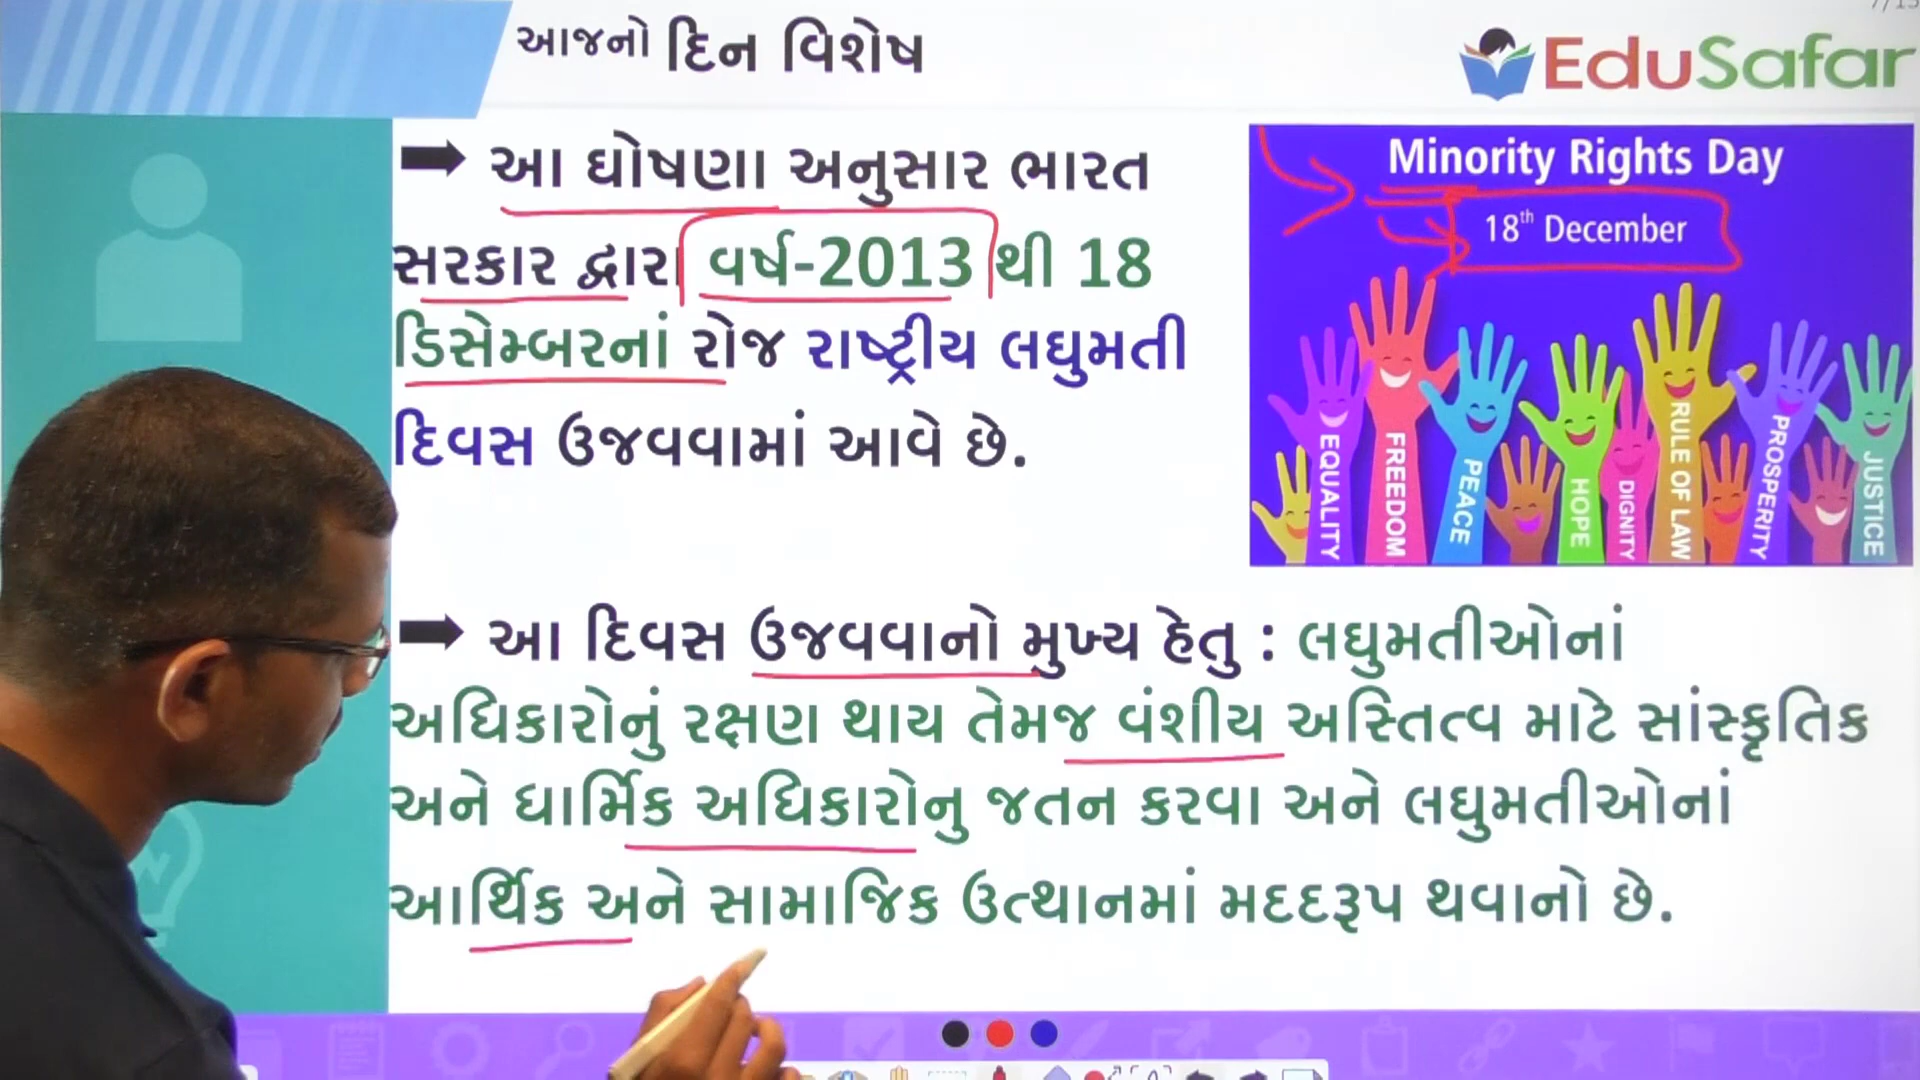 આજનો દિન વિશેષ
EduSafar
➡ આ ઘોષણા અનુસાર ભારત
સરકાર દ્વારા વર્ષ-2013 થી 18
ડિસેમ્બરનાં રોજ રાષ્ટ્રીય લઘુમતી
દિવસ ઉજવવામાં આવે છે.
Minority Rights Day
18th December
EQUALITY
FREEDOM
PEACE
HOPE
DIGNITY
RULE OF LAW
PROSPERITY
JUSTICE
➡ આ દિવસ ઉજવવાનો મુખ્ય હેતુ : લઘુમતીઓનાં
અધિકારોનું રક્ષણ થાય તેમજ વંશીય અસ્તિત્વ માટે સાંસ્કૃતિક
અને ધાર્મિક અધિકારોનુ જતન કરવા અને લઘુમતીઓનાં
આર્થિક અને સામાજિક ઉત્થાનમાં મદદરૂપ થવાનો છે.